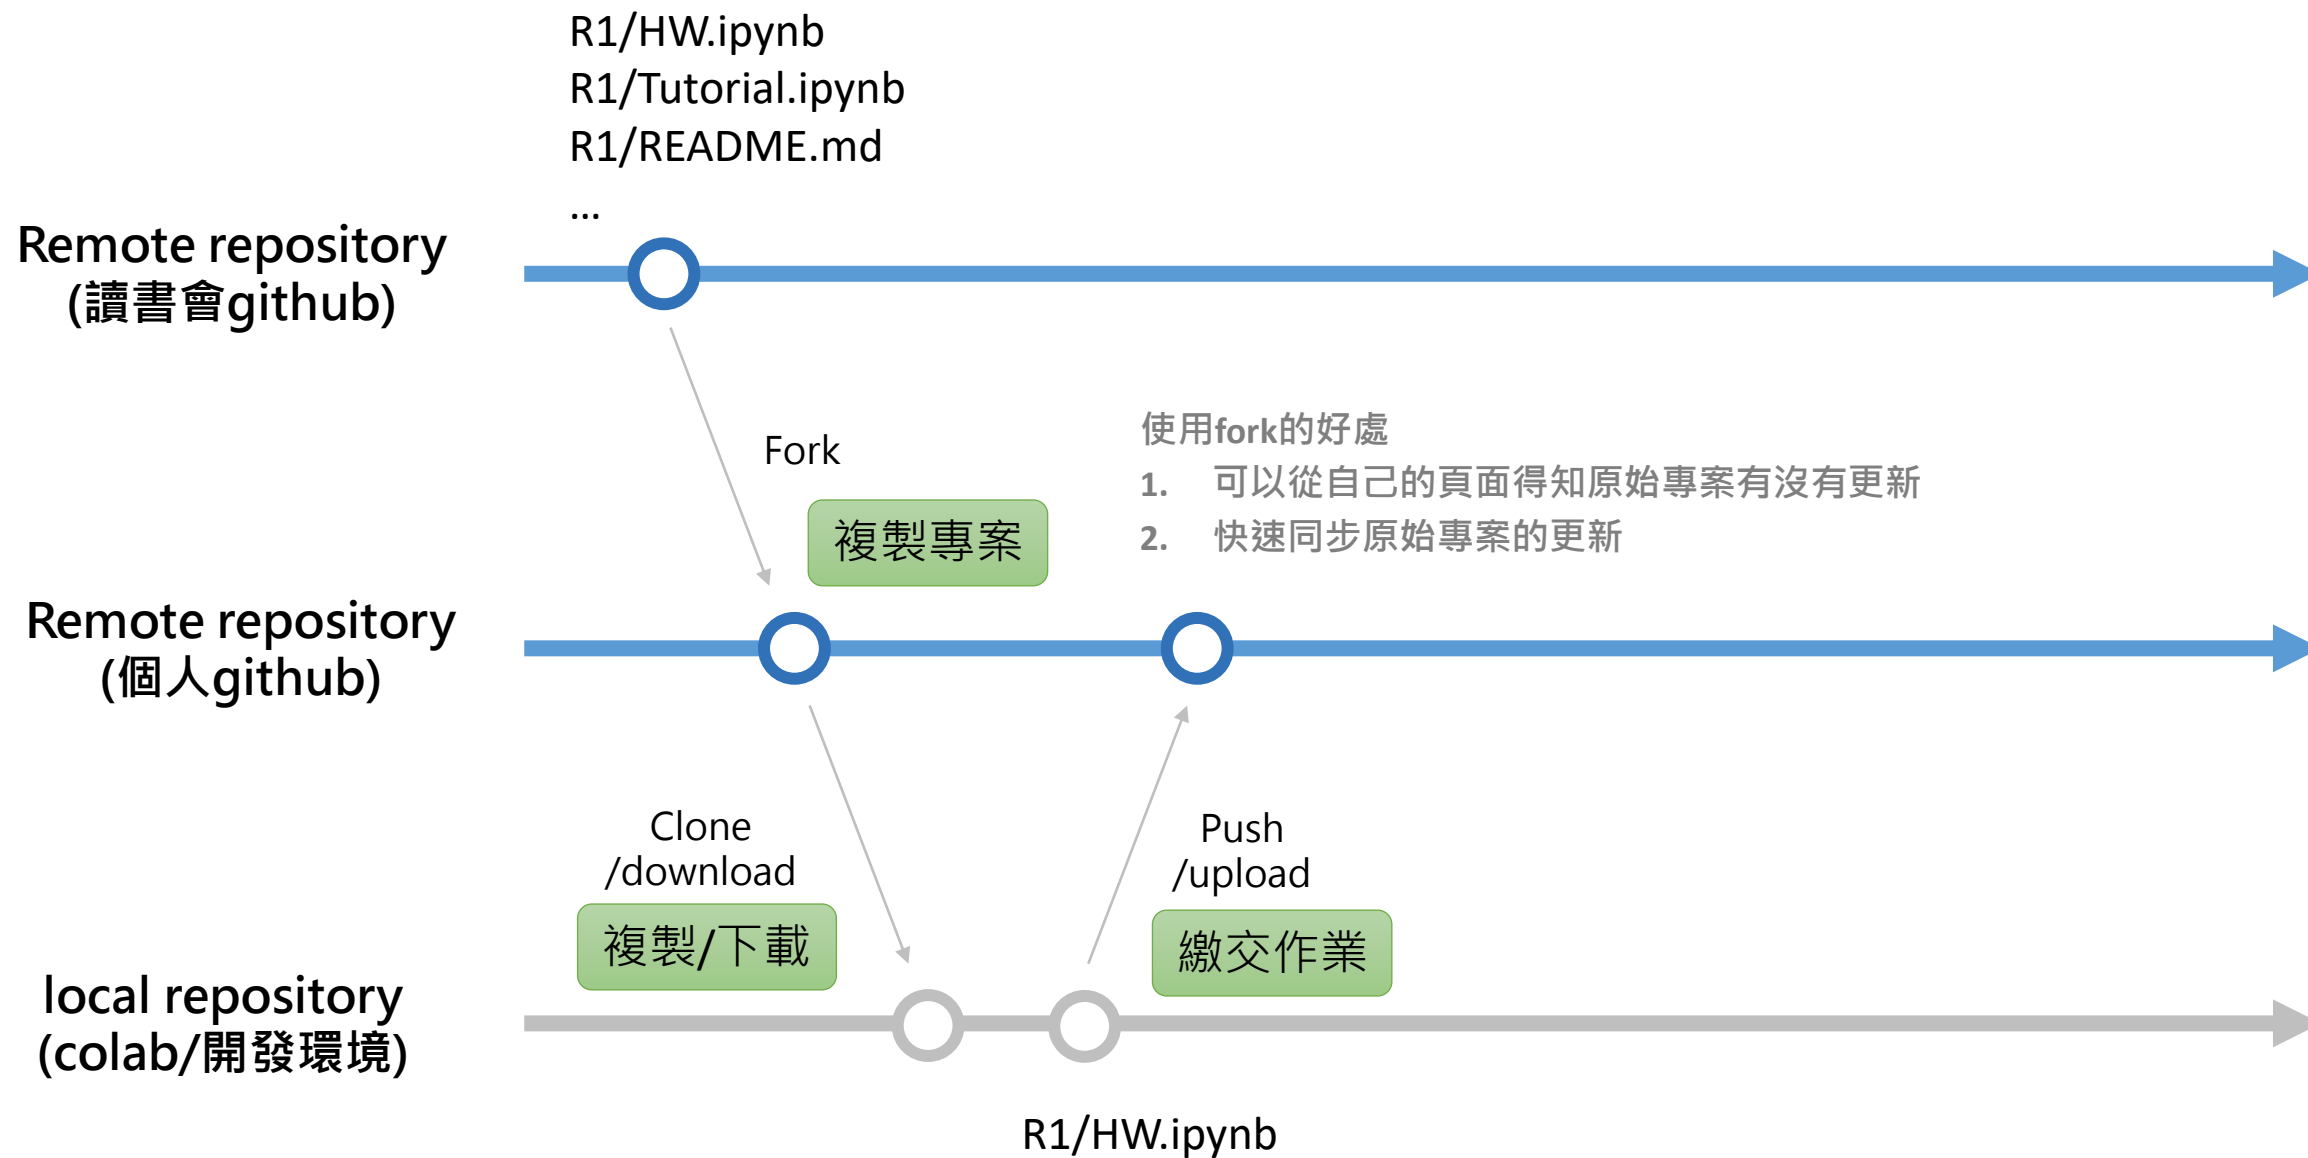 R1/HW.ipynb
R1/Tutorial.ipynb
R1/README.md
...
Remote repository
(讀書會github)
Fork
複製專案
使用fork的好處
1. 可以從自己的頁面得知原始專案有沒有更新
2. 快速同步原始專案的更新
Remote repository
(個人github)
Clone
/download
複製/下載
Push
/upload
繳交作業
local repository
(colab/開發環境)
R1/HW.ipynb